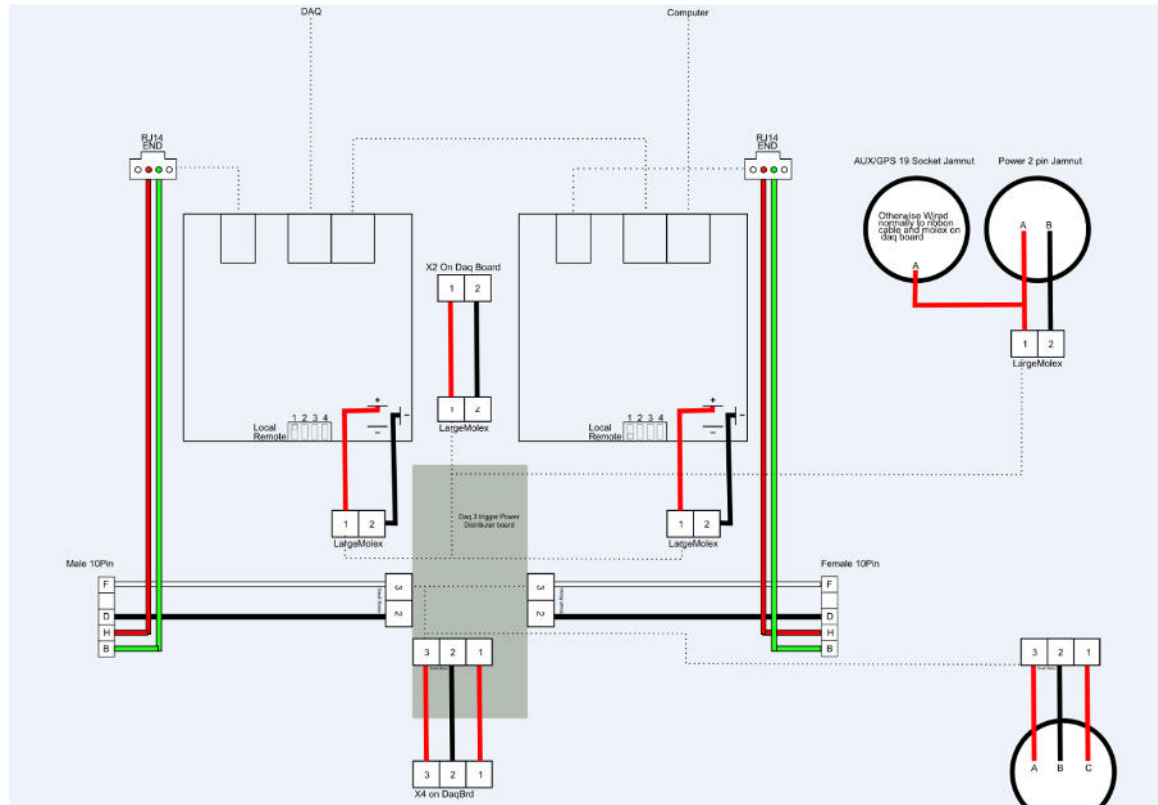 DAQ
Computer
RJ14
END
RJ14
END
AUX/GPS 19 Socket Jamnut
Power 2 pin Jamnut
Otherwise Wired
normally to ribbon
cable and molex on
daq board
A
A
B
X2 On Daq Board
1
2
1
2
LargeMolex
1
2
LargeMolex
+
-
-
1 2 3 4
Local
Remote
+
-
-
1 2 3 4
Local
Remote
1
2
LargeMolex
Daq 3 trigger Power
Distributer board
1
2
LargeMolex
Male 10Pin
F
D
H
B
3
2
3
2
Female 10Pin
F
D
H
B
3
2
1
3
2
1
X4 on DaqBrd
3
2
1
A
B
C